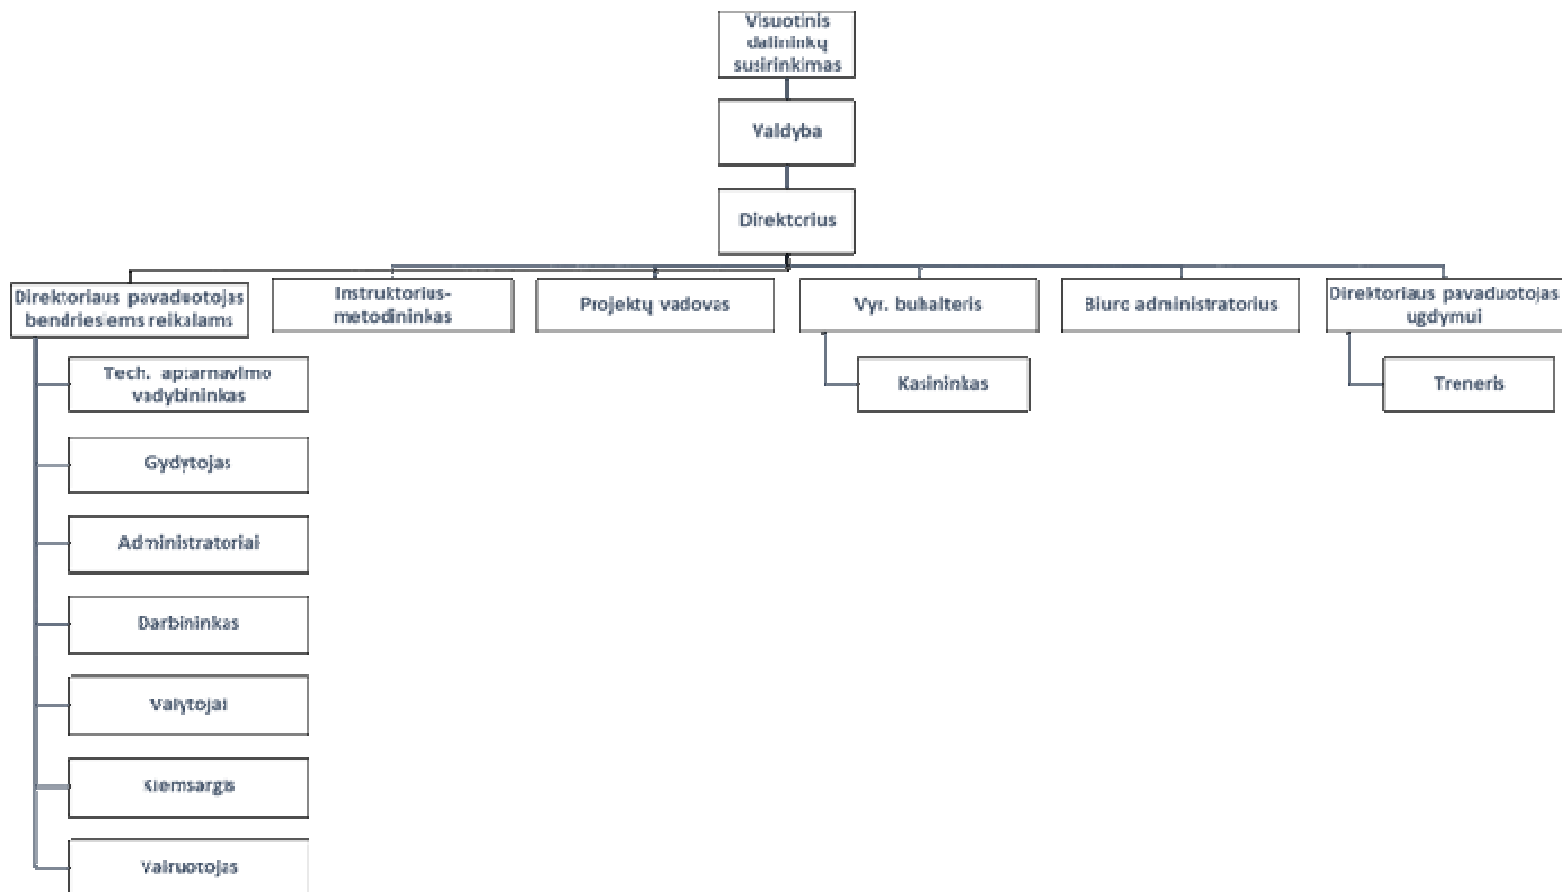 Visuotinis
dalininkų
susirinkimas
Valdyba
Direktorius
Direktoriaus pavaduotojas
bendriesiems reikalams
Instruktorius-
metodininkas
Projektų vadovas
Vyr. buhalteris
Biuro administratorius
Direktoriaus pavaduotojas
ugdymui
Tech. aptarnavimo
vadybininkas
Kasininkas
Treneris
Gydytojas
Administratoriai
Darbininkas
Valytojai
Kiemsargis
Vairuotojas